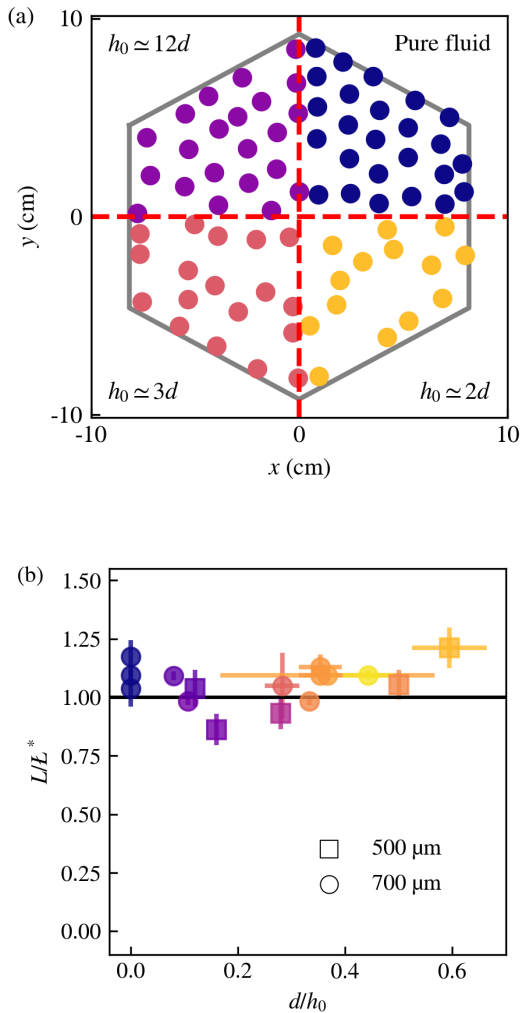 (a)
10
h₀ ≃ 12d
Pure fluid
y (cm)
0
h₀ ≃ 3d
h₀ ≃ 2d
-10
-10
0
10
x (cm)
(b)
1.50
1.25
1.00
0.75
0.50
0.25
0.00
L/Ł*
500 µm
700 µm
0.0
0.2
0.4
0.6
d/h₀